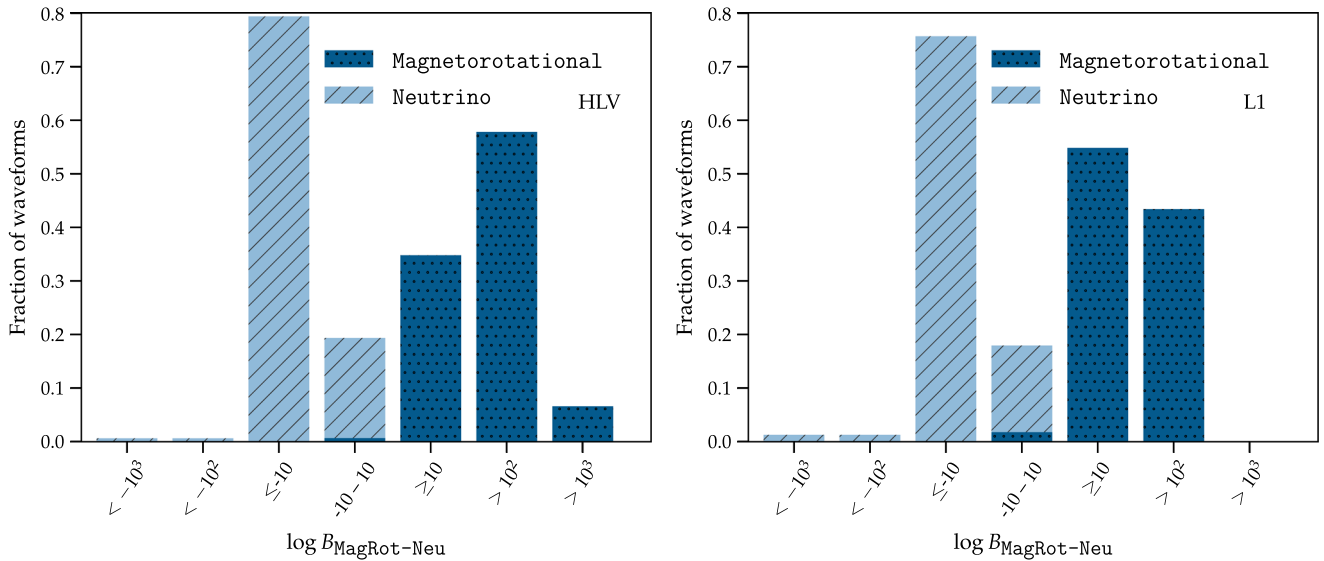 0.8
0.7
0.6
0.5
0.4
0.3
0.2
0.1
0.0
Fraction of waveforms
Magnetorotational
Neutrino
HLV
< −10³
< −10²
≤-10
-10 – 10
≥10
> 10²
> 10³
log B_MagRot-Neu
0.8
0.7
0.6
0.5
0.4
0.3
0.2
0.1
0.0
Fraction of waveforms
Magnetorotational
Neutrino
L1
< −10³
< −10²
≤-10
-10 – 10
≥10
> 10²
> 10³
log B_MagRot-Neu